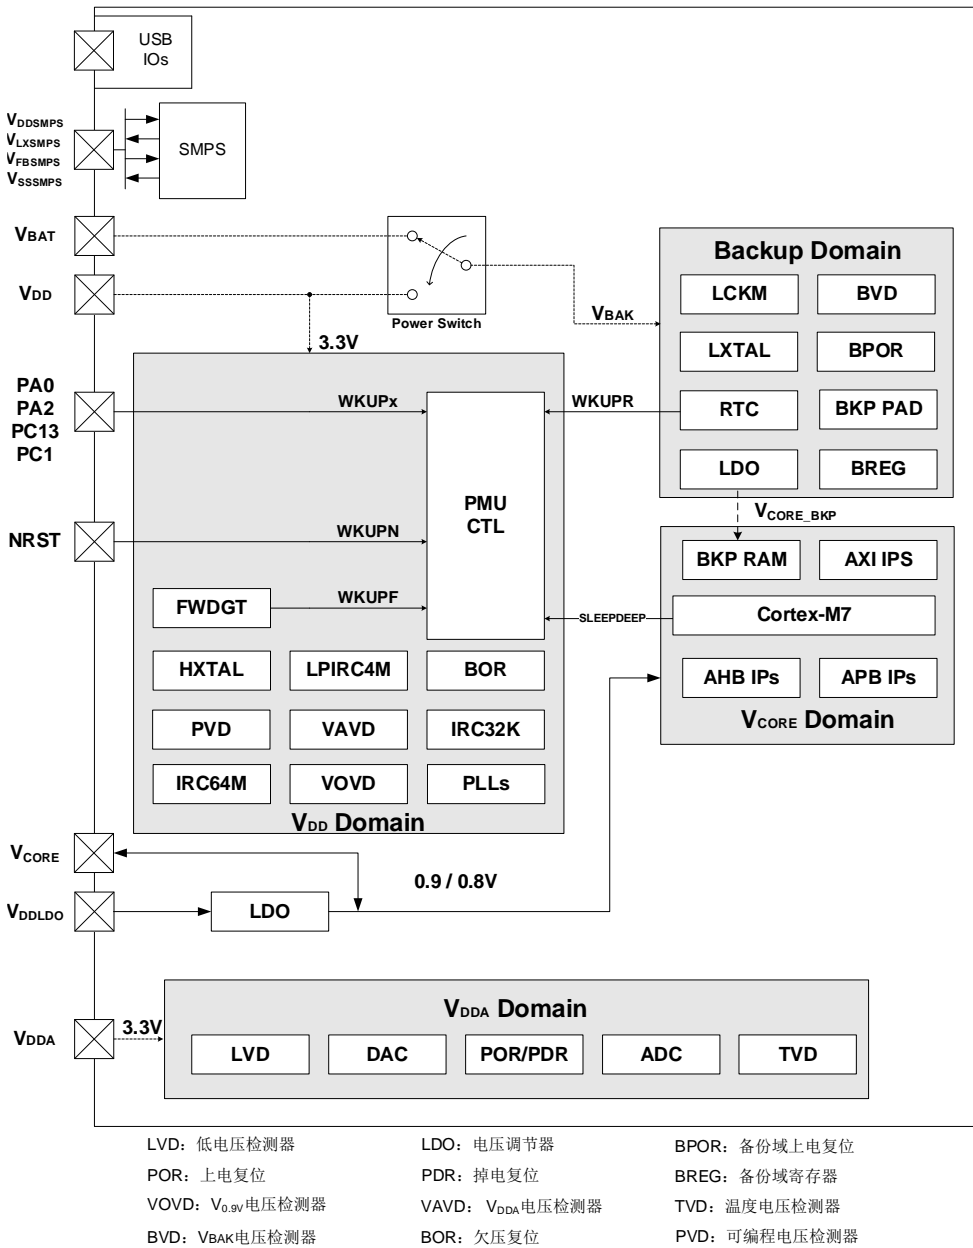 USB
IOs
VDDSMPS
VLXSMPS
VFBSMPS
VSSSMPS
SMPS
VBAT
VDD
Power Switch
3.3V
VBAK
Backup Domain
LCKM
BVD
LXTAL
BPOR
RTC
BKP PAD
LDO
BREG
PA0
PA2
PC13
PC1
WKUPx
WKUPR
PMU
CTL
NRST
WKUPN
FWDGT
WKUPF
HXTAL
LPIRC4M
BOR
PVD
VAVD
IRC32K
IRC64M
VOVD
PLLs
VDD Domain
VCORE_BKP
BKP RAM
AXI IPS
SLEEPDEEP
Cortex-M7
AHB IPs
APB IPs
VCORE Domain
VCORE
0.9 / 0.8V
VDDLDO
LDO
VDDA
3.3V
VDDA Domain
LVD
DAC
POR/PDR
ADC
TVD
LVD：低电压检测器
LDO：电压调节器
BPOR：备份域上电复位
POR：上电复位
PDR：掉电复位
BREG：备份域寄存器
VOVD：V0.9V电压检测器
VAVD：VDDA电压检测器
TVD：温度电压检测器
BVD：VBAK电压检测器
BOR：欠压复位
PVD：可编程电压检测器